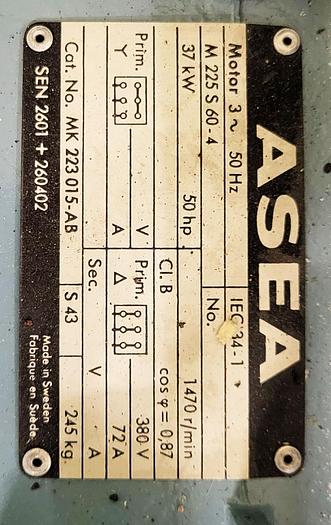 ASEA
Motor 3~ 50 Hz IEC 34-1
M 225 S 60-4 No.
37 kW 50 hp 1470 r/min
Cl. B cos φ = 0,87
Prim. Y V Prim. Δ 380 V
A 72 A
Sec. V A
Cat. No. MK 223 015-AB S 43 245 kg
SEN 2601 + 260402 Made in Sweden
Fabriqué en Suède.